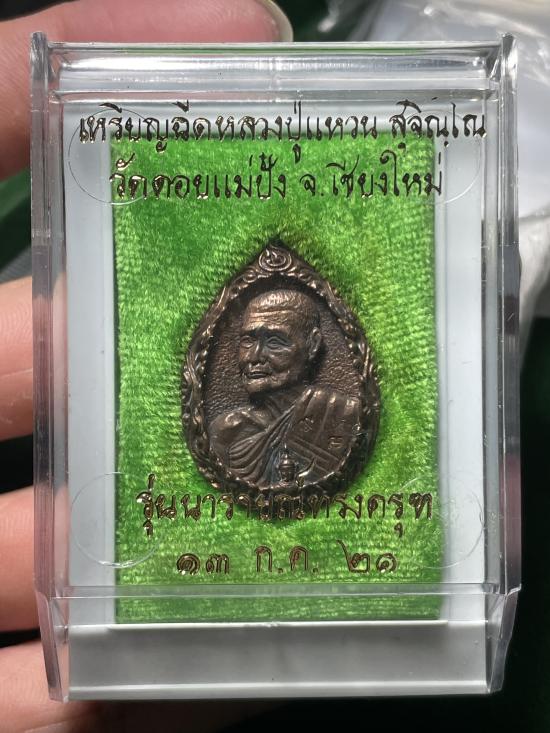 เหรียญฉีดหลวงปู่แหวน สุจิณฺโณ
วัดดอยแม่ปั๋ง จ.เชียงใหม่
รุ่นนารายณ์ทรงครุฑ
๑๓ ก.ค. ๒๑